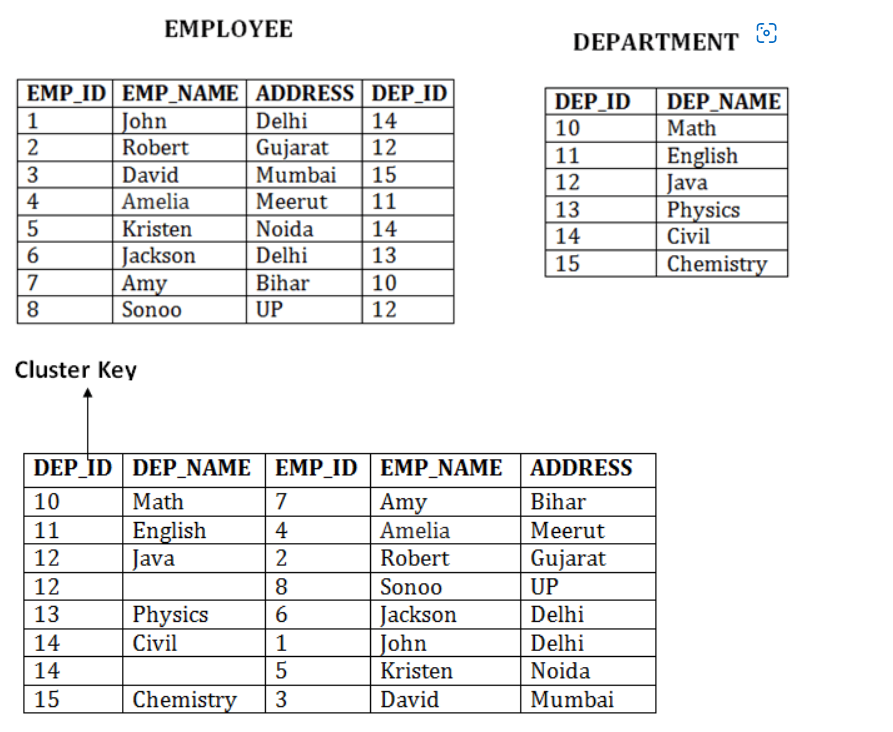 EMPLOYEE
EMP_ID EMP_NAME ADDRESS DEP_ID
1 John Delhi 14
2 Robert Gujarat 12
3 David Mumbai 15
4 Amelia Meerut 11
5 Kristen Noida 14
6 Jackson Delhi 13
7 Amy Bihar 10
8 Sonoo UP 12
DEPARTMENT
DEP_ID DEP_NAME
10 Math
11 English
12 Java
13 Physics
14 Civil
15 Chemistry
Cluster Key
DEP_ID DEP_NAME EMP_ID EMP_NAME ADDRESS
10 Math 7 Amy Bihar
11 English 4 Amelia Meerut
12 Java 2 Robert Gujarat
12 8 Sonoo UP
13 Physics 6 Jackson Delhi
14 Civil 1 John Delhi
14 5 Kristen Noida
15 Chemistry 3 David Mumbai